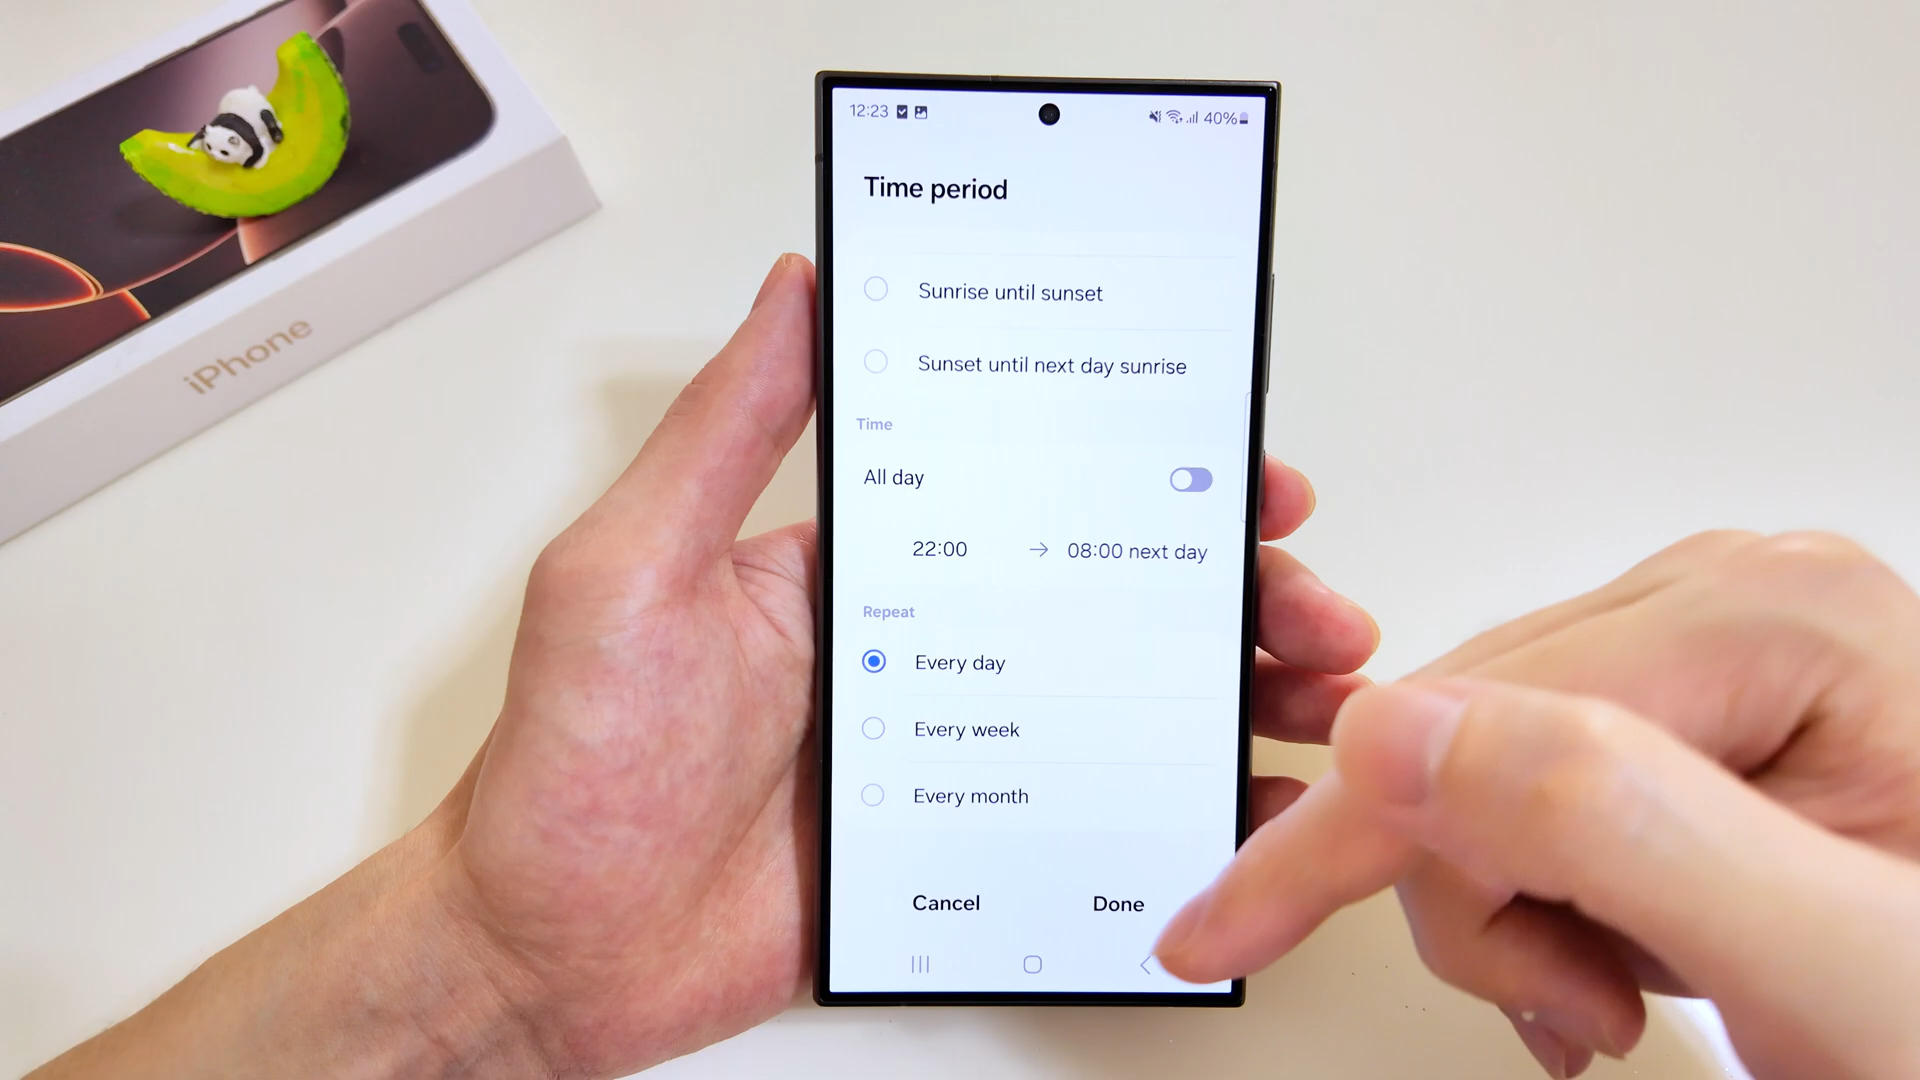 iPhone
12:23 40%
Time period
Sunrise until sunset
Sunset until next day sunrise
Time
All day
22:00 → 08:00 next day
Repeat
Every day
Every week
Every month
Cancel Done